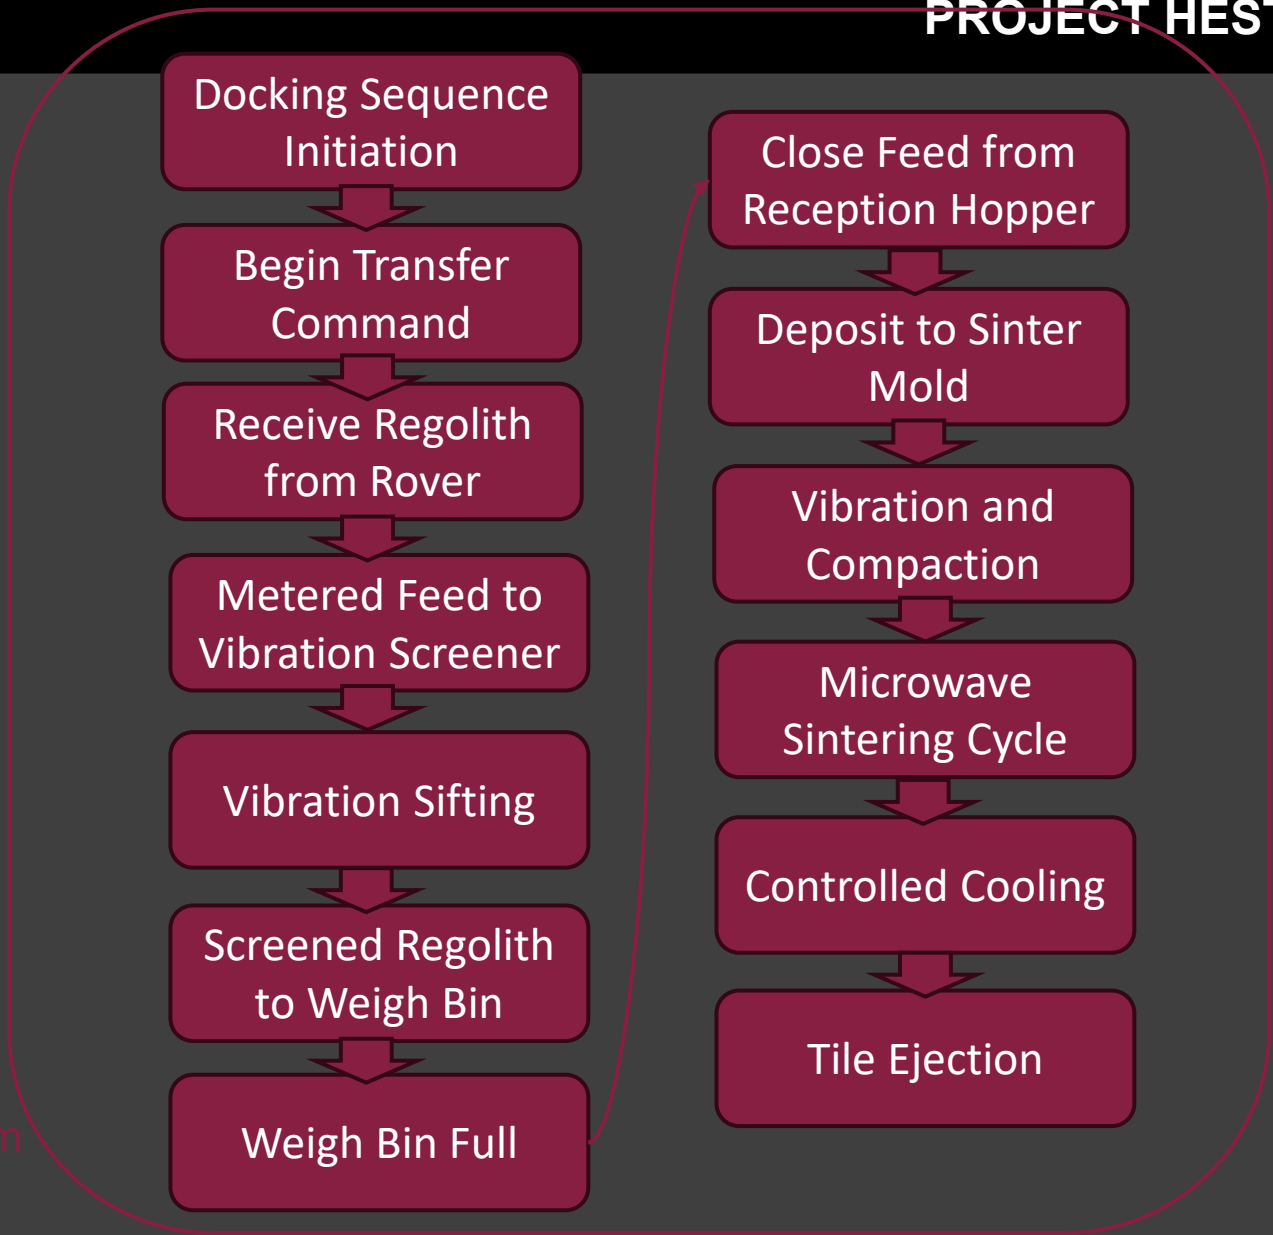 PROJECT HEST
Docking Sequence
Initiation
Begin Transfer
Command
Receive Regolith
from Rover
Metered Feed to
Vibration Screener
Vibration Sifting
Screened Regolith
to Weigh Bin
Weigh Bin Full
Close Feed from
Reception Hopper
Deposit to Sinter
Mold
Vibration and
Compaction
Microwave
Sintering Cycle
Controlled Cooling
Tile Ejection